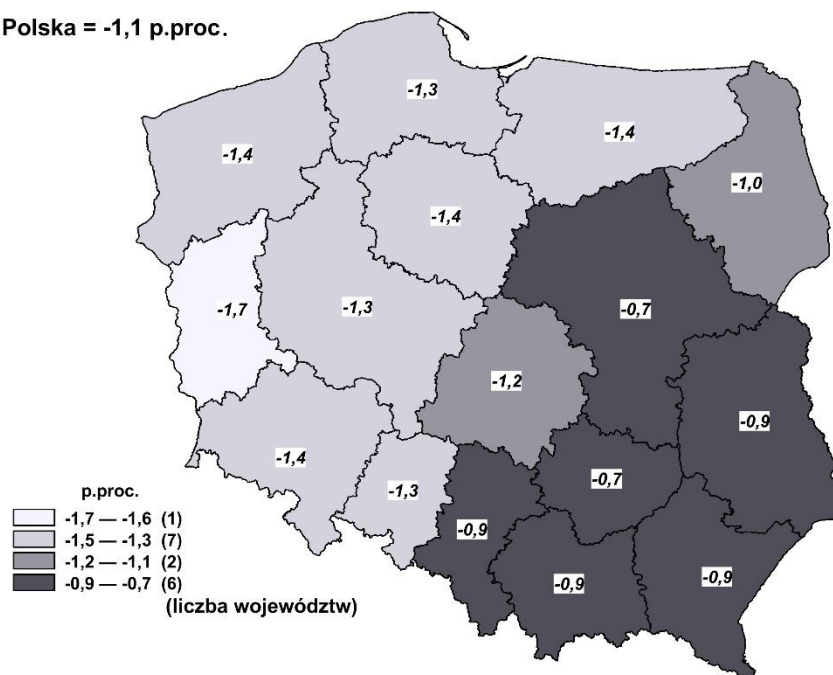 Polska = -1,1 p.proc.
-1,3
-1,4
-1,4
-1,0
-1,4
-1,7
-1,3
-0,7
-1,2
-0,9
-1,4
-0,7
-1,3
-0,9
-0,9
-0,9
p.proc.
-1,7 — -1,6 (1)
-1,5 — -1,3 (7)
-1,2 — -1,1 (2)
-0,9 — -0,7 (6)
(liczba województw)